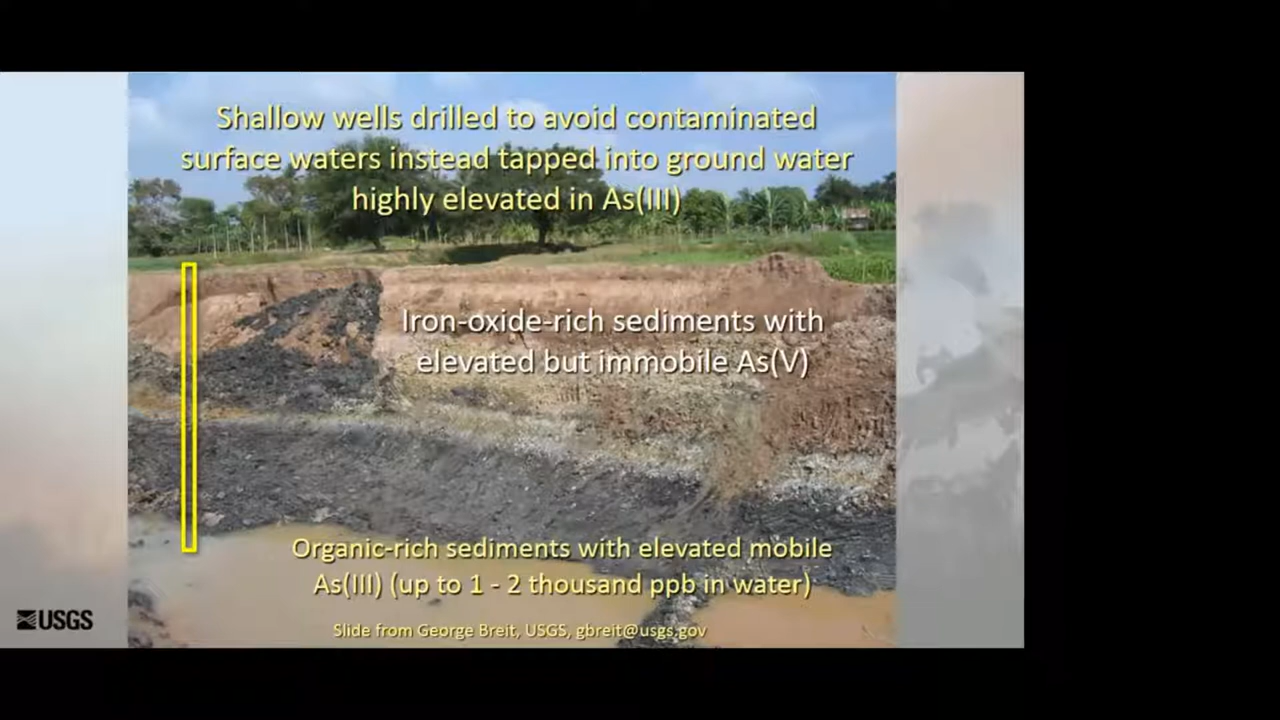 Shallow wells drilled to avoid contaminated
surface waters instead tapped into ground water
highly elevated in As(III)
Iron-oxide-rich sediments with
elevated but immobile As(V)
Organic-rich sediments with elevated mobile
As(III) (up to 1 - 2 thousand ppb in water)
Slide from George Breit, USGS, gbreit@usgs.gov
USGS